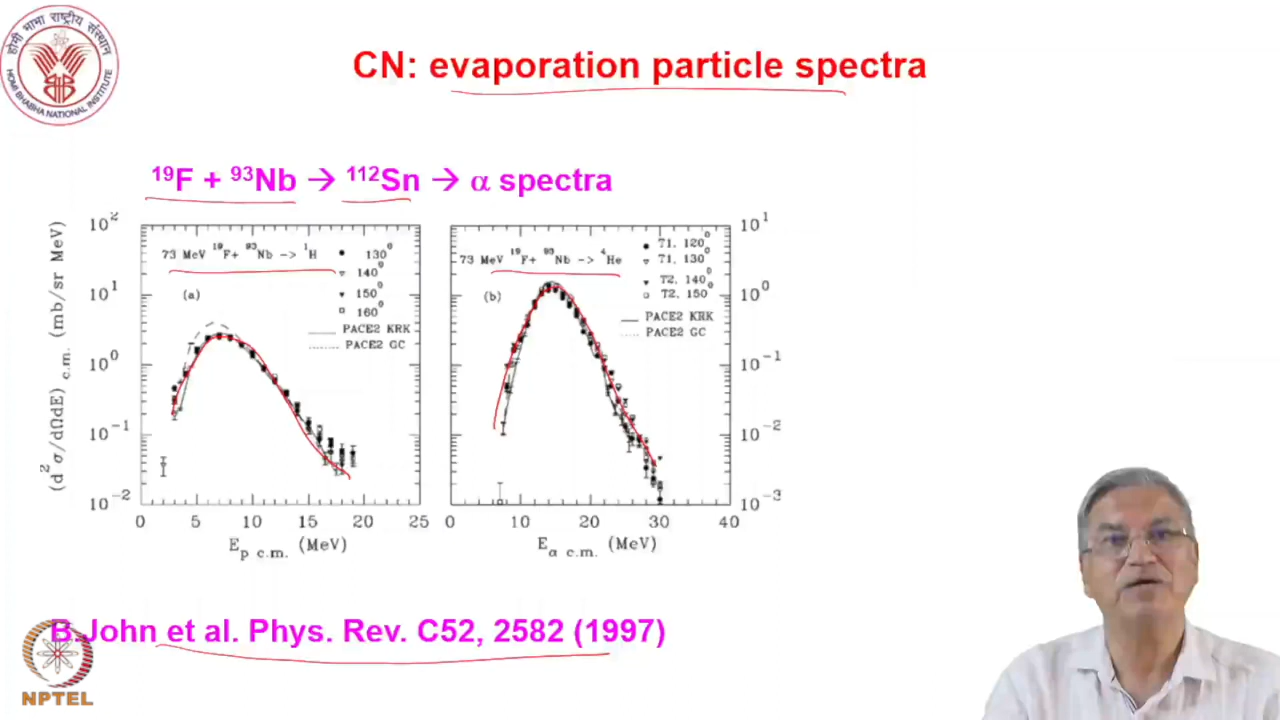 होमी भाभा राष्ट्रीय संस्थान
HOMI BHABHA NATIONAL INSTITUTE
CN: evaporation particle spectra
¹⁹F + ⁹³Nb → ¹¹²Sn → α spectra
(d²σ/dΩdE) c.m. (mb/sr MeV)
10²
10¹
10⁰
10⁻¹
10⁻²
73 MeV ¹⁹F+ ⁹³Nb -> ¹H
(a)
130⁰
140⁰
150⁰
160⁰
PACE2 KRK
PACE2 GC
0 5 10 15 20 25
E p c.m. (MeV)
73 MeV ¹⁹F+ ⁹³Nb -> ⁴He
(b)
T1, 120⁰
T1, 130⁰
T2, 140⁰
T2, 150⁰
PACE2 KRK
PACE2 GC
10¹
10⁰
10⁻¹
10⁻²
10⁻³
0 10 20 30 40
E α c.m. (MeV)
B.John et al. Phys. Rev. C52, 2582 (1997)
NPTEL